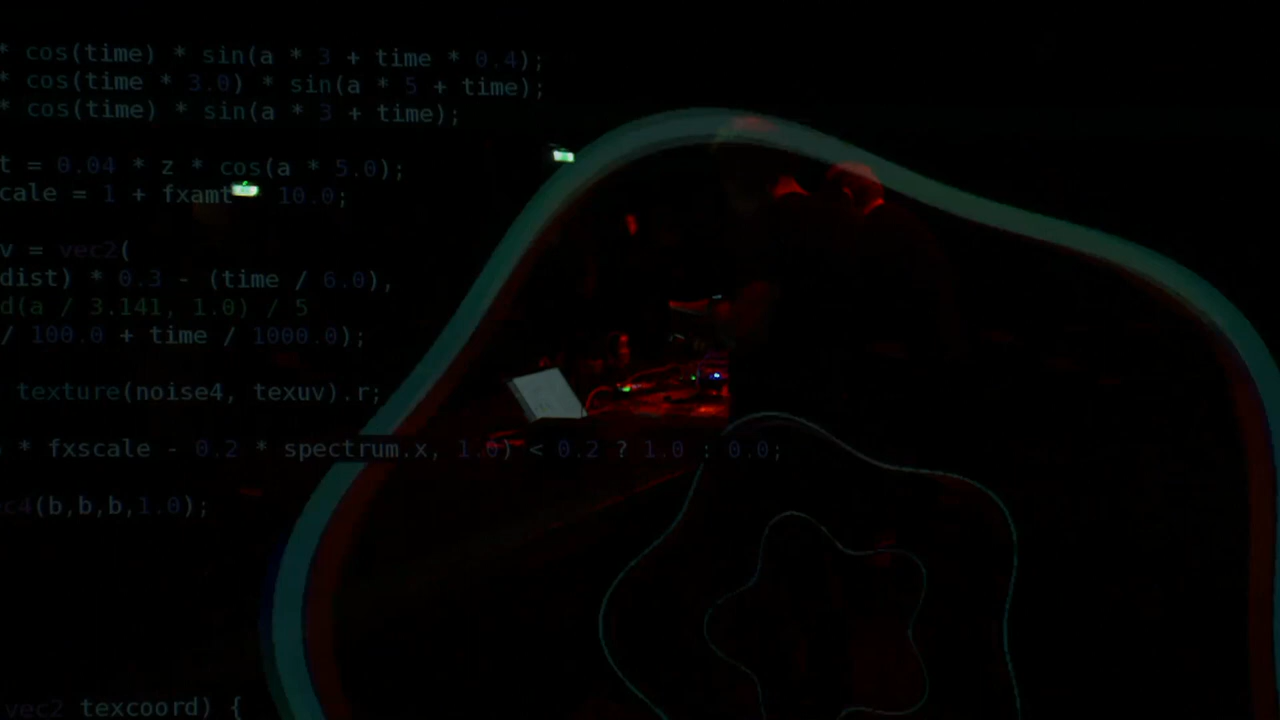 * cos(time) * sin(a * 3 + time * 0.4);
* cos(time * 3.0) * sin(a * 5 + time);
* cos(time) * sin(a * 3 + time);
t = 0.04 * z * cos(a * 5.0);
cale = 1 + fxamt 10.0;
v = vec2(
dist) * 0.3 - (time / 6.0),
d(a / 3.141, 1.0) / 5
/ 100.0 + time / 1000.0);
texture(noise4, texuv).r;
* fxscale - 0.2 * spectrum.x, 1.0) < 0.2 ? 1.0 : 0.0;
ec4(b,b,b,1.0);
vec2 texcoord) {